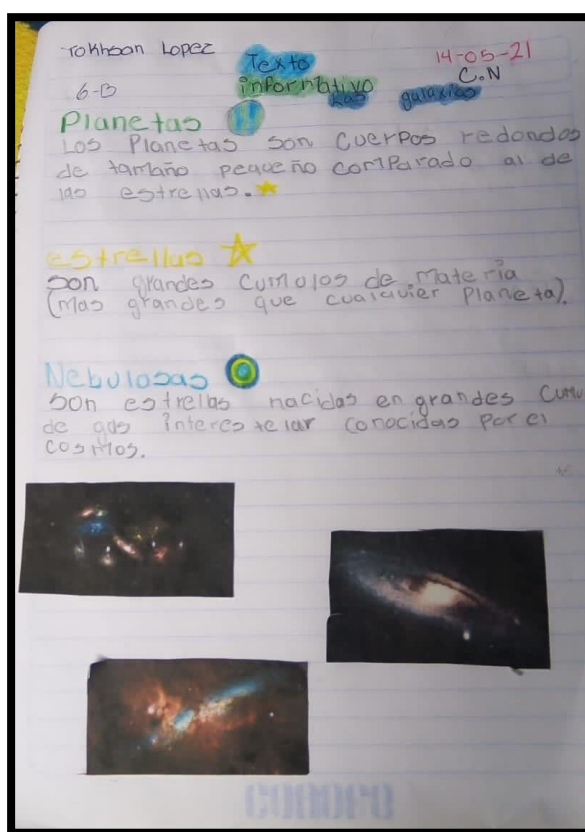 Yokhsan Lopez
14-05-21
Texto
C.N
6-B
informativo
Las galaxias
Planetas
Los Planetas son cuerpos redondos
de tamaño pequeño comparado al de
las estrellas.
estrellas
son grandes cumulos de materia
(mas grandes que cualquier planeta).
Nebulosas
son estrellas nacidas en grandes cumu
de gas interestelar conocidas por el
cosmos.